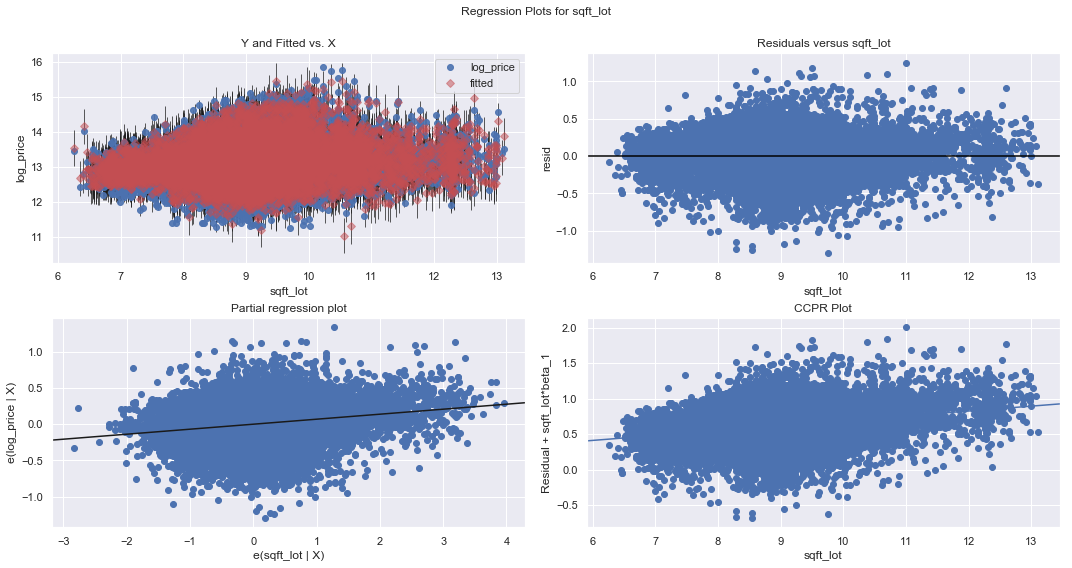 Regression Plots for sqft_lot
Y and Fitted vs. X
log_price
fitted
16
15
14
13
12
11
log_price
6 7 8 9 10 11 12 13
sqft_lot
Residuals versus sqft_lot
1.0
0.5
0.0
−0.5
−1.0
resid
6 7 8 9 10 11 12 13
sqft_lot
Partial regression plot
1.0
0.5
0.0
−0.5
−1.0
e(log_price | X)
−3 −2 −1 0 1 2 3 4
e(sqft_lot | X)
CCPR Plot
2.0
1.5
1.0
0.5
0.0
−0.5
Residual + sqft_lot*beta_1
6 7 8 9 10 11 12 13
sqft_lot